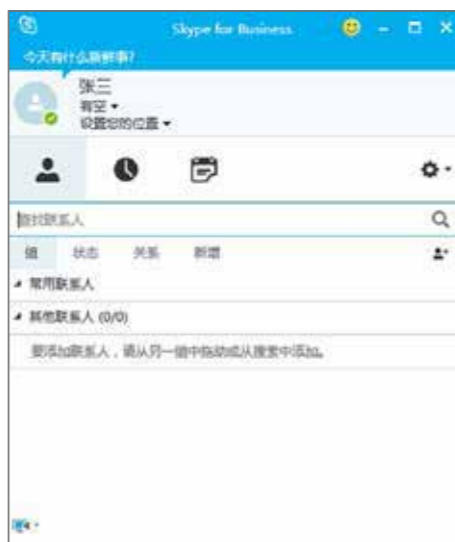 Skype for Business
今天有什么新鲜事?
张三
有空
设置您的位置
查找联系人
组 状态 关系 新增
常用联系人
其他联系人 (0/0)
要添加联系人，请从另一组中拖动或从搜索中添加。